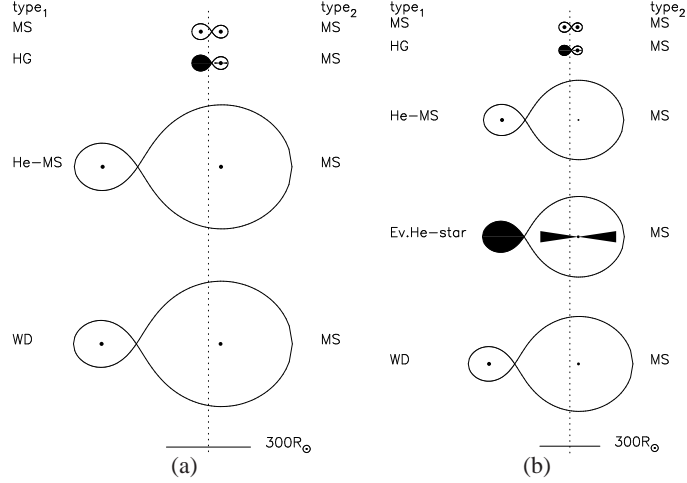 type₁ type₂
MS MS
HG MS
He−MS MS
WD MS
300R⊙
(a)
type₁ type₂
MS MS
HG MS
He−MS MS
Ev.He−star MS
WD MS
300R⊙
(b)